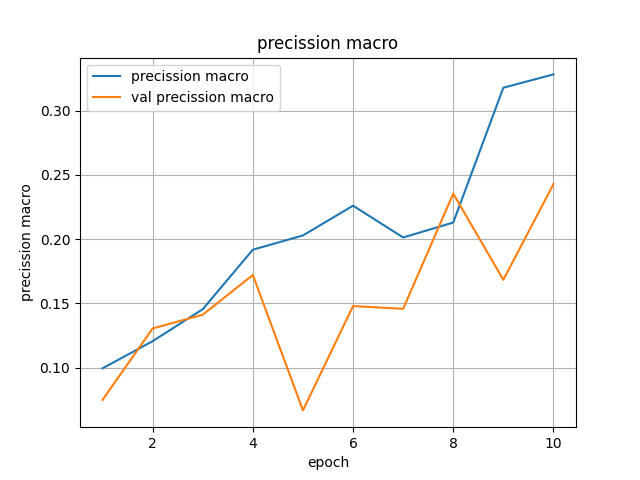 precission macro
precission macro
val precission macro
0.30
0.25
0.20
0.15
0.10
precission macro
2 4 6 8 10
epoch